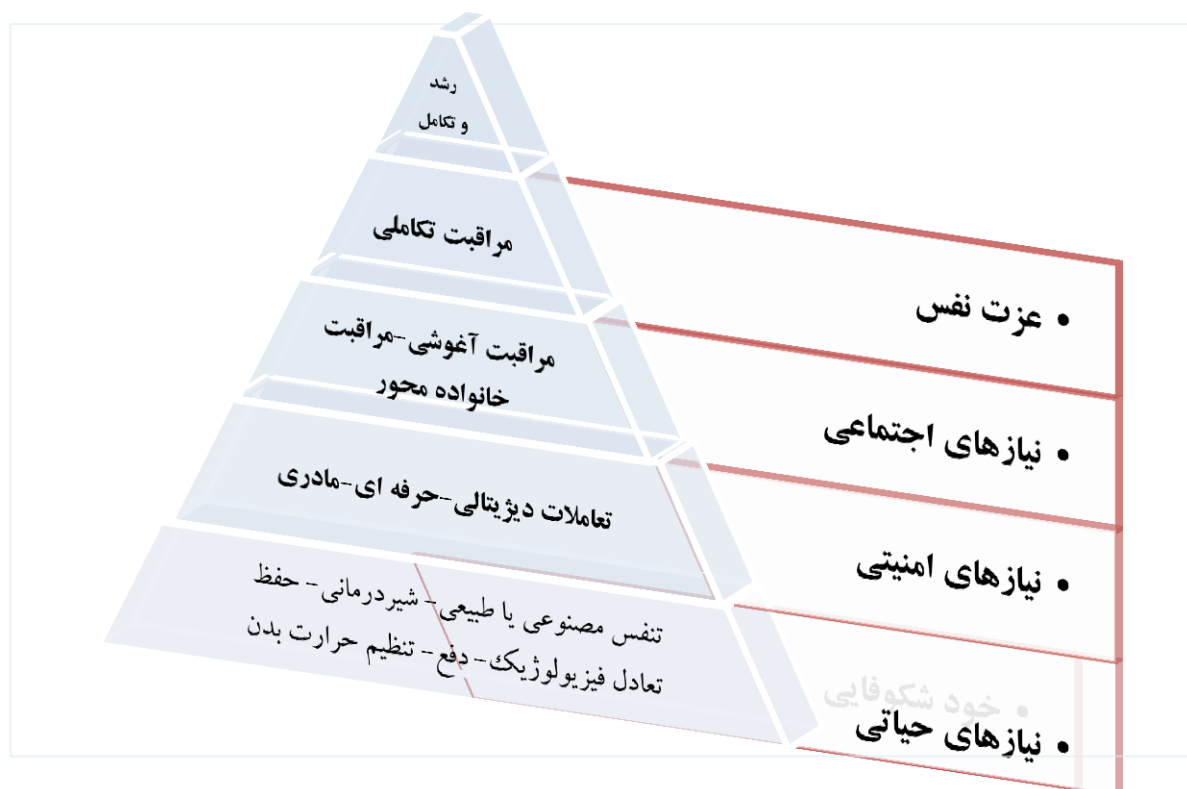 رشد
و تکامل
مراقبت تکاملی
• عزت نفس
مراقبت آغوشی-مراقبت
خانواده محور
• نیازهای اجتماعی
تعاملات دیژیتالی-حرفه ای-مادری
• نیازهای امنیتی
تنفس مصنوعی یا طبیعی- شیردرمانی- حفظ
تعادل فیزیولوژیک- دفع- تنظیم حرارت بدن
• خود شکوفایی
• نیازهای حیاتی